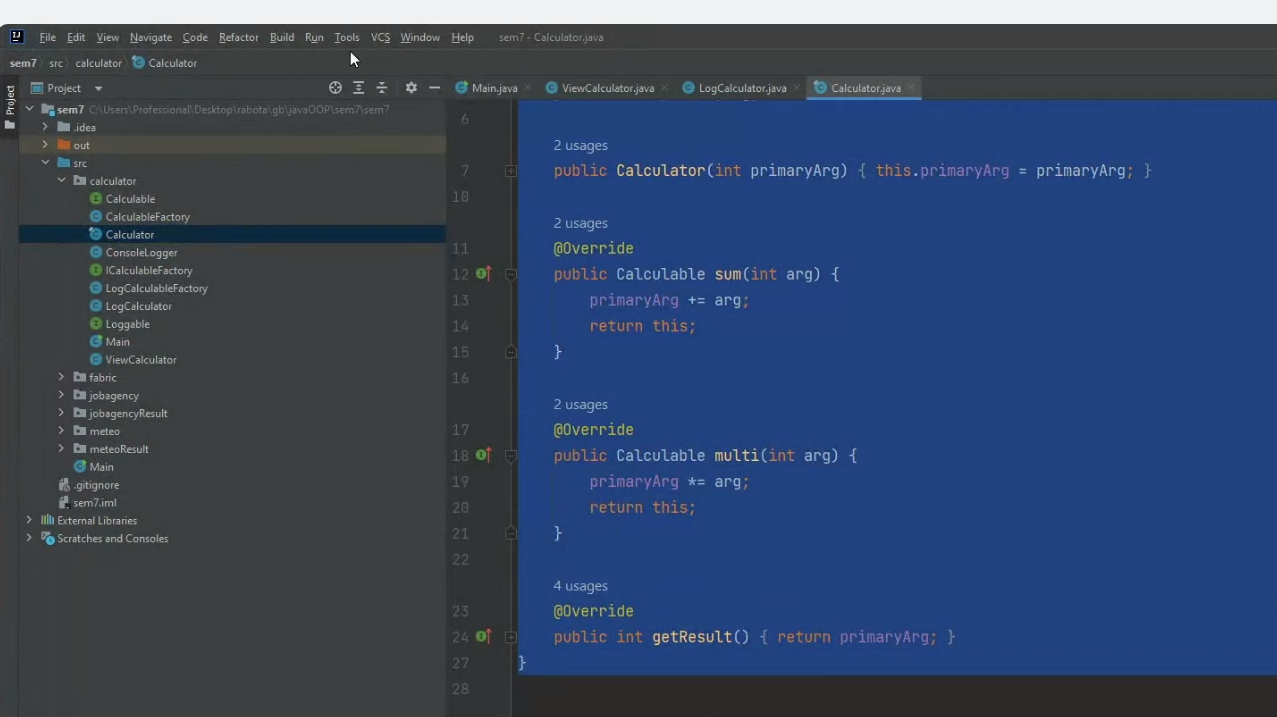 IJ File Edit View Navigate Code Refactor Build Run Tools VCS Window Help sem7 - Calculator.java
sem7 src calculator Calculator
Project
Project
sem7 C:\Users\Professional\Desktop\rabota\gb\javaOOP\sem7\sem7
.idea
out
src
calculator
Calculable
CalculableFactory
Calculator
ConsoleLogger
ICalculableFactory
LogCalculableFactory
LogCalculator
Loggable
Main
ViewCalculator
fabric
jobagency
jobagencyResult
meteo
meteoResult
Main
.gitignore
sem7.iml
External Libraries
Scratches and Consoles
Main.java ViewCalculator.java LogCalculator.java Calculator.java
6
2 usages
7 public Calculator(int primaryArg) { this.primaryArg = primaryArg; }
10
2 usages
11 @Override
12 public Calculable sum(int arg) {
13 primaryArg += arg;
14 return this;
15 }
16
2 usages
17 @Override
18 public Calculable multi(int arg) {
19 primaryArg *= arg;
20 return this;
21 }
22
4 usages
23 @Override
24 public int getResult() { return primaryArg; }
27 }
28